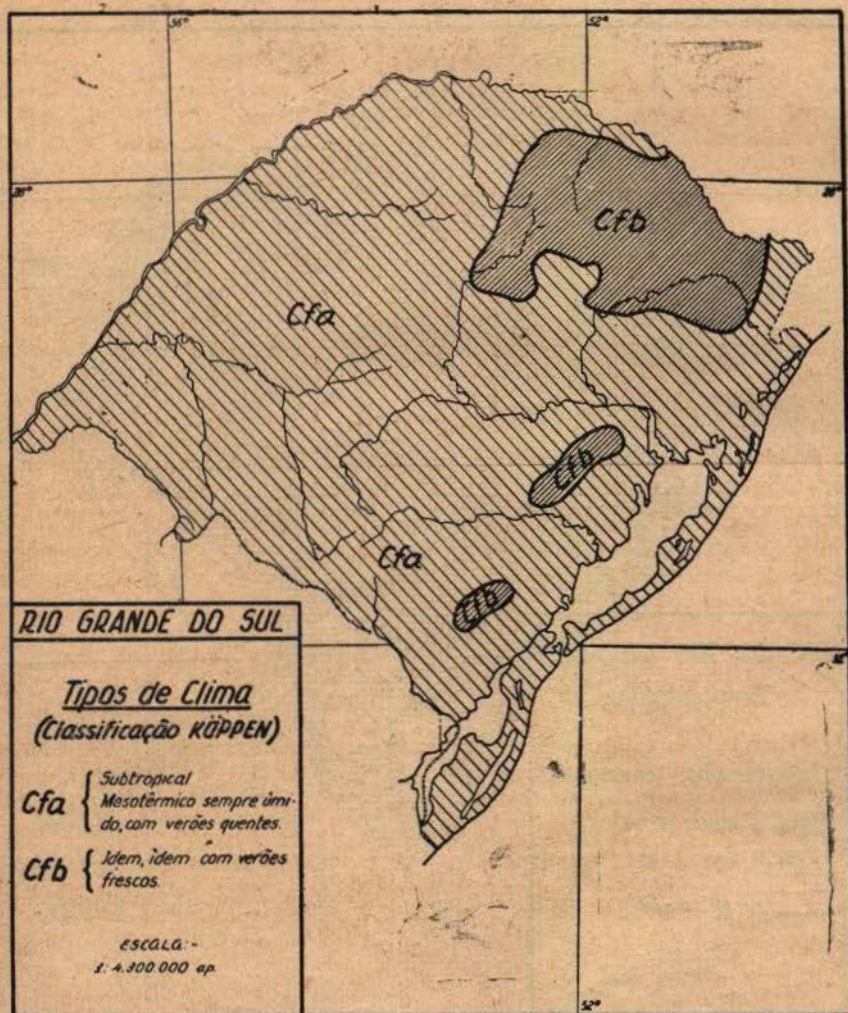 52°
Cfb
Cfa
Cfb
Cfa
Cfb
RIO GRANDE DO SUL
Tipos de Clima
(Classificação KÖPPEN)
Cfa { Subtropical
Mesotérmico sempre úmi-
do, com verões quentes.
Cfb { Idem, idem com verões
frescos.
ESCALA:-
1: 4.300.000 ap.
52°